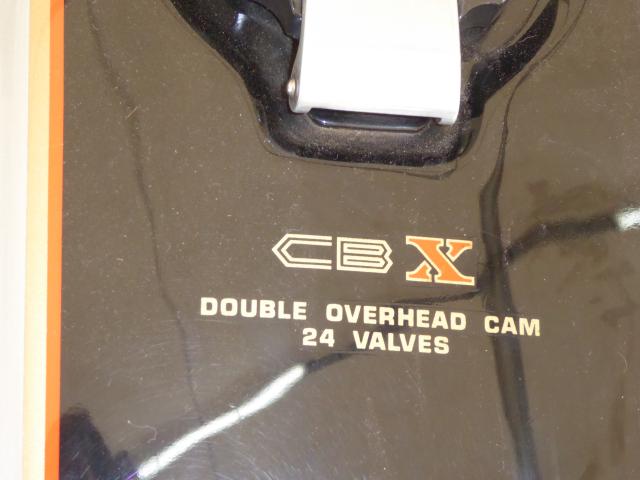 CBX
DOUBLE OVERHEAD CAM
24 VALVES